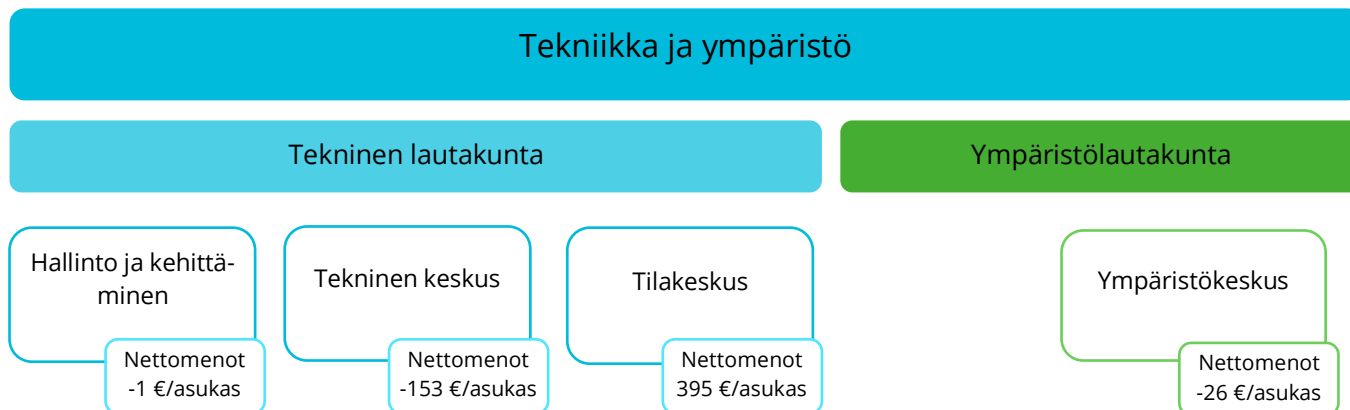 Tekniikka ja ympäristö
Tekninen lautakunta
Ympäristölautakunta
Hallinto ja kehittä-
minen
Nettomenot
-1 €/asukas
Tekninen keskus
Nettomenot
-153 €/asukas
Tilakeskus
Nettomenot
395 €/asukas
Ympäristökeskus
Nettomenot
-26 €/asukas